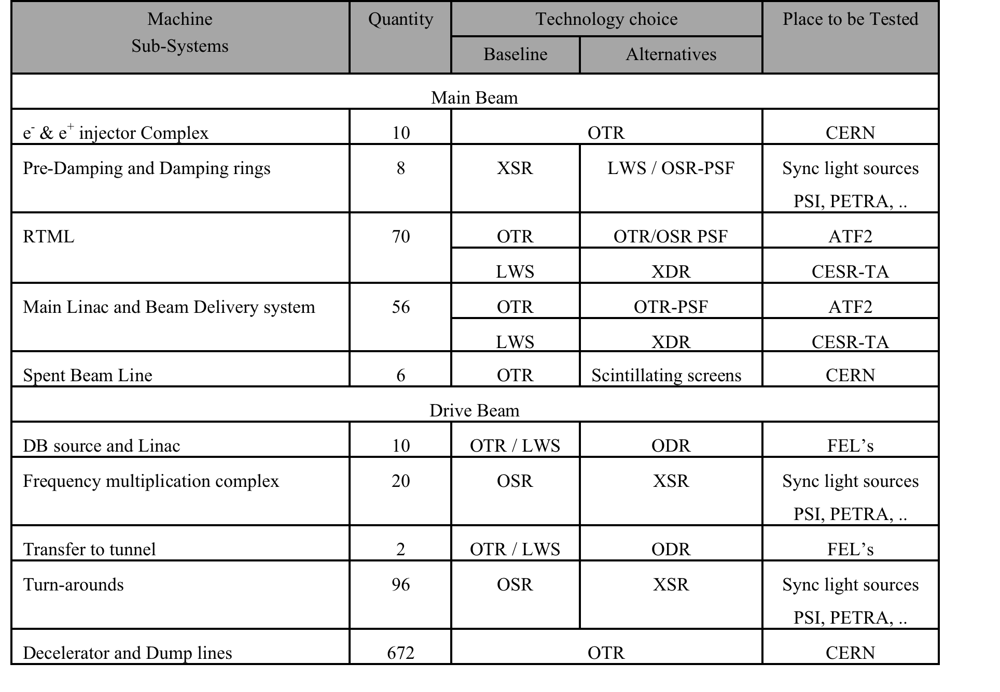 Machine
Sub-Systems
Quantity
Technology choice
Place to be Tested
Baseline
Alternatives
Main Beam
e- & e+ injector Complex
10
OTR
CERN
Pre-Damping and Damping rings
8
XSR
LWS / OSR-PSF
Sync light sources
PSI, PETRA, ..
RTML
70
OTR
OTR/OSR PSF
ATF2
LWS
XDR
CESR-TA
Main Linac and Beam Delivery system
56
OTR
OTR-PSF
ATF2
LWS
XDR
CESR-TA
Spent Beam Line
6
OTR
Scintillating screens
CERN
Drive Beam
DB source and Linac
10
OTR / LWS
ODR
FEL’s
Frequency multiplication complex
20
OSR
XSR
Sync light sources
PSI, PETRA, ..
Transfer to tunnel
2
OTR / LWS
ODR
FEL’s
Turn-arounds
96
OSR
XSR
Sync light sources
PSI, PETRA, ..
Decelerator and Dump lines
672
OTR
CERN